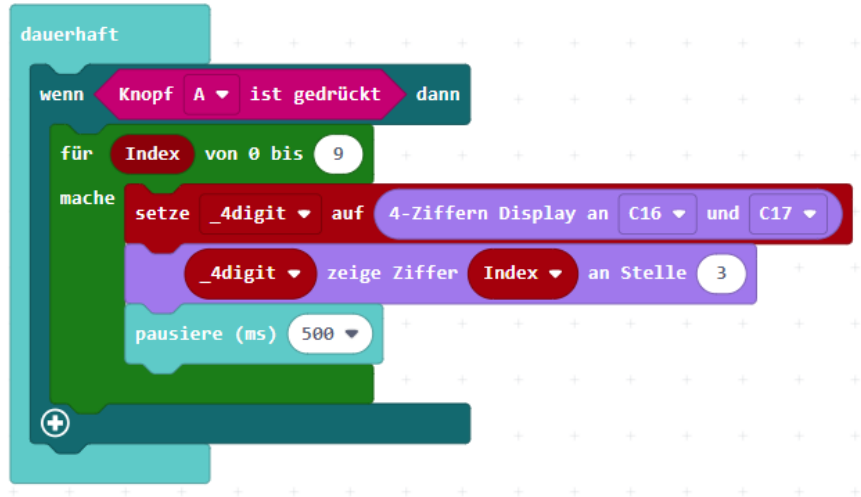 dauerhaft
wenn Knopf A ist gedrückt dann
für Index von 0 bis 9
mache
setze _4digit auf 4-Ziffern Display an C16 und C17
_4digit zeige Ziffer Index an Stelle 3
pausiere (ms) 500